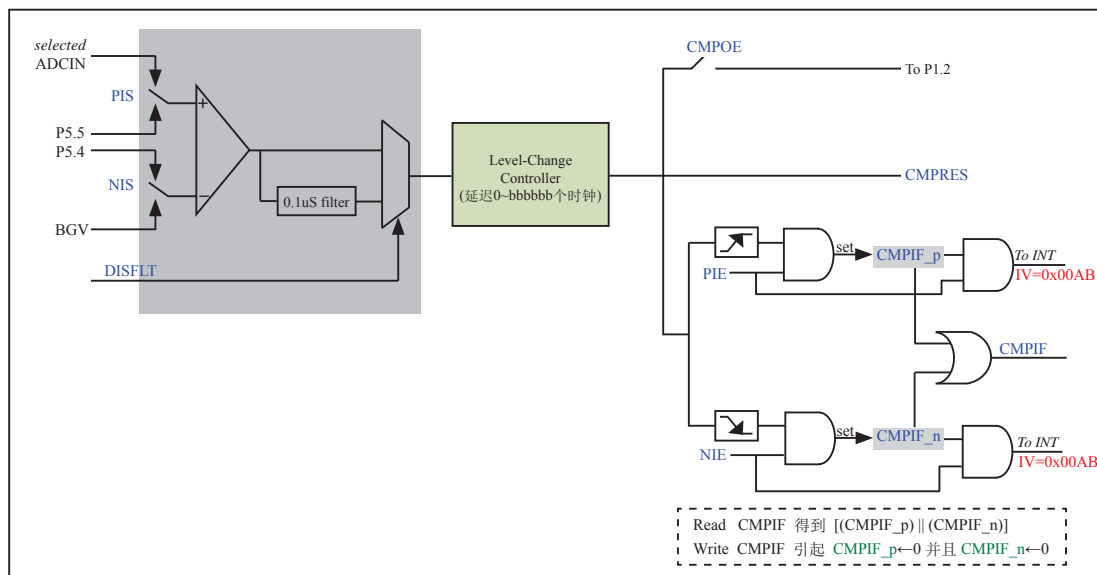 selected
ADCIN
PIS
P5.5
P5.4
NIS
BGV
DISFLT
+
−
0.1uS filter
Level-Change
Controller
(延迟0~bbbbbb个时钟)
CMPOE
To P1.2
CMPRES
PIE
set
CMPIF_p
To INT
IV=0x00AB
CMPIF
NIE
set
CMPIF_n
To INT
IV=0x00AB
Read CMPIF 得到 [(CMPIF_p) || (CMPIF_n)]
Write CMPIF 引起 CMPIF_p←0 并且 CMPIF_n←0